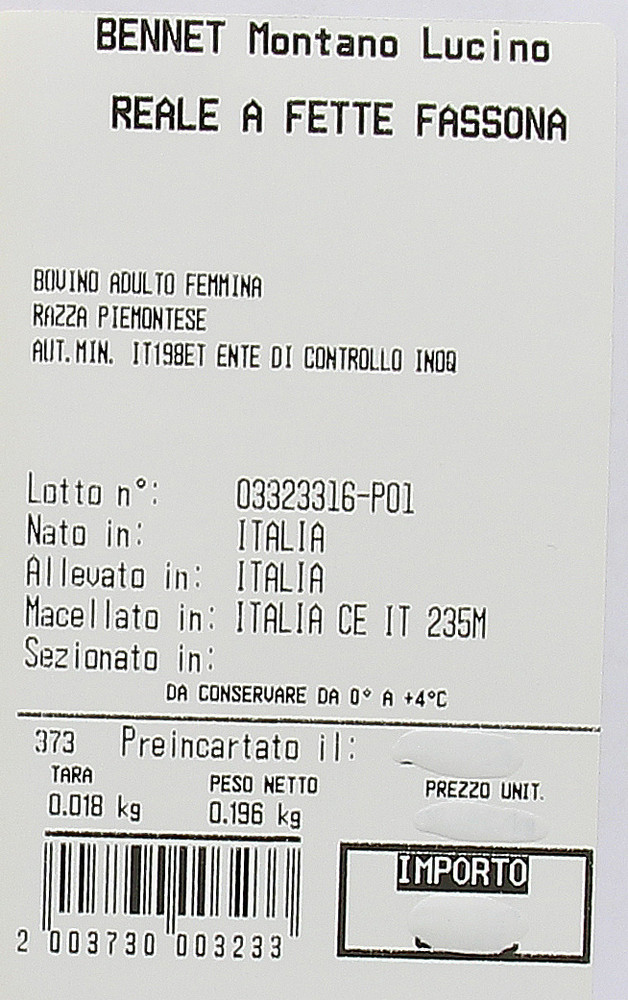 BENNET Montano Lucino
REALE A FETTE FASSONA
BOVINO ADULTO FEMMINA
RAZZA PIEMONTESE
AUT.MIN. IT198ET ENTE DI CONTROLLO INOQ
Lotto n°: 03323316-P01
Nato in: ITALIA
Allevato in: ITALIA
Macellato in: ITALIA CE IT 235M
Sezionato in:
DA CONSERVARE DA 0° A +4°C
373 Preincartato il:
TARA PESO NETTO PREZZO UNIT.
0.018 kg 0.196 kg
IMPORTO
2 003730 003233